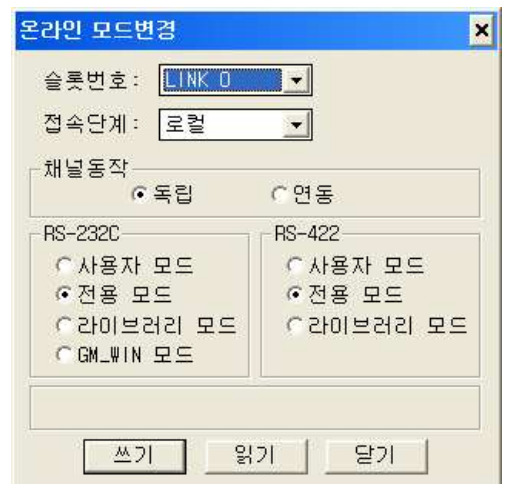 온라인 모드변경
슬롯번호: LINK 0
접속단계: 로컬
채널동작
독립 연동
RS-232C RS-422
사용자 모드 사용자 모드
전용 모드 전용 모드
라이브러리 모드 라이브러리 모드
GM_WIN 모드
쓰기 읽기 닫기